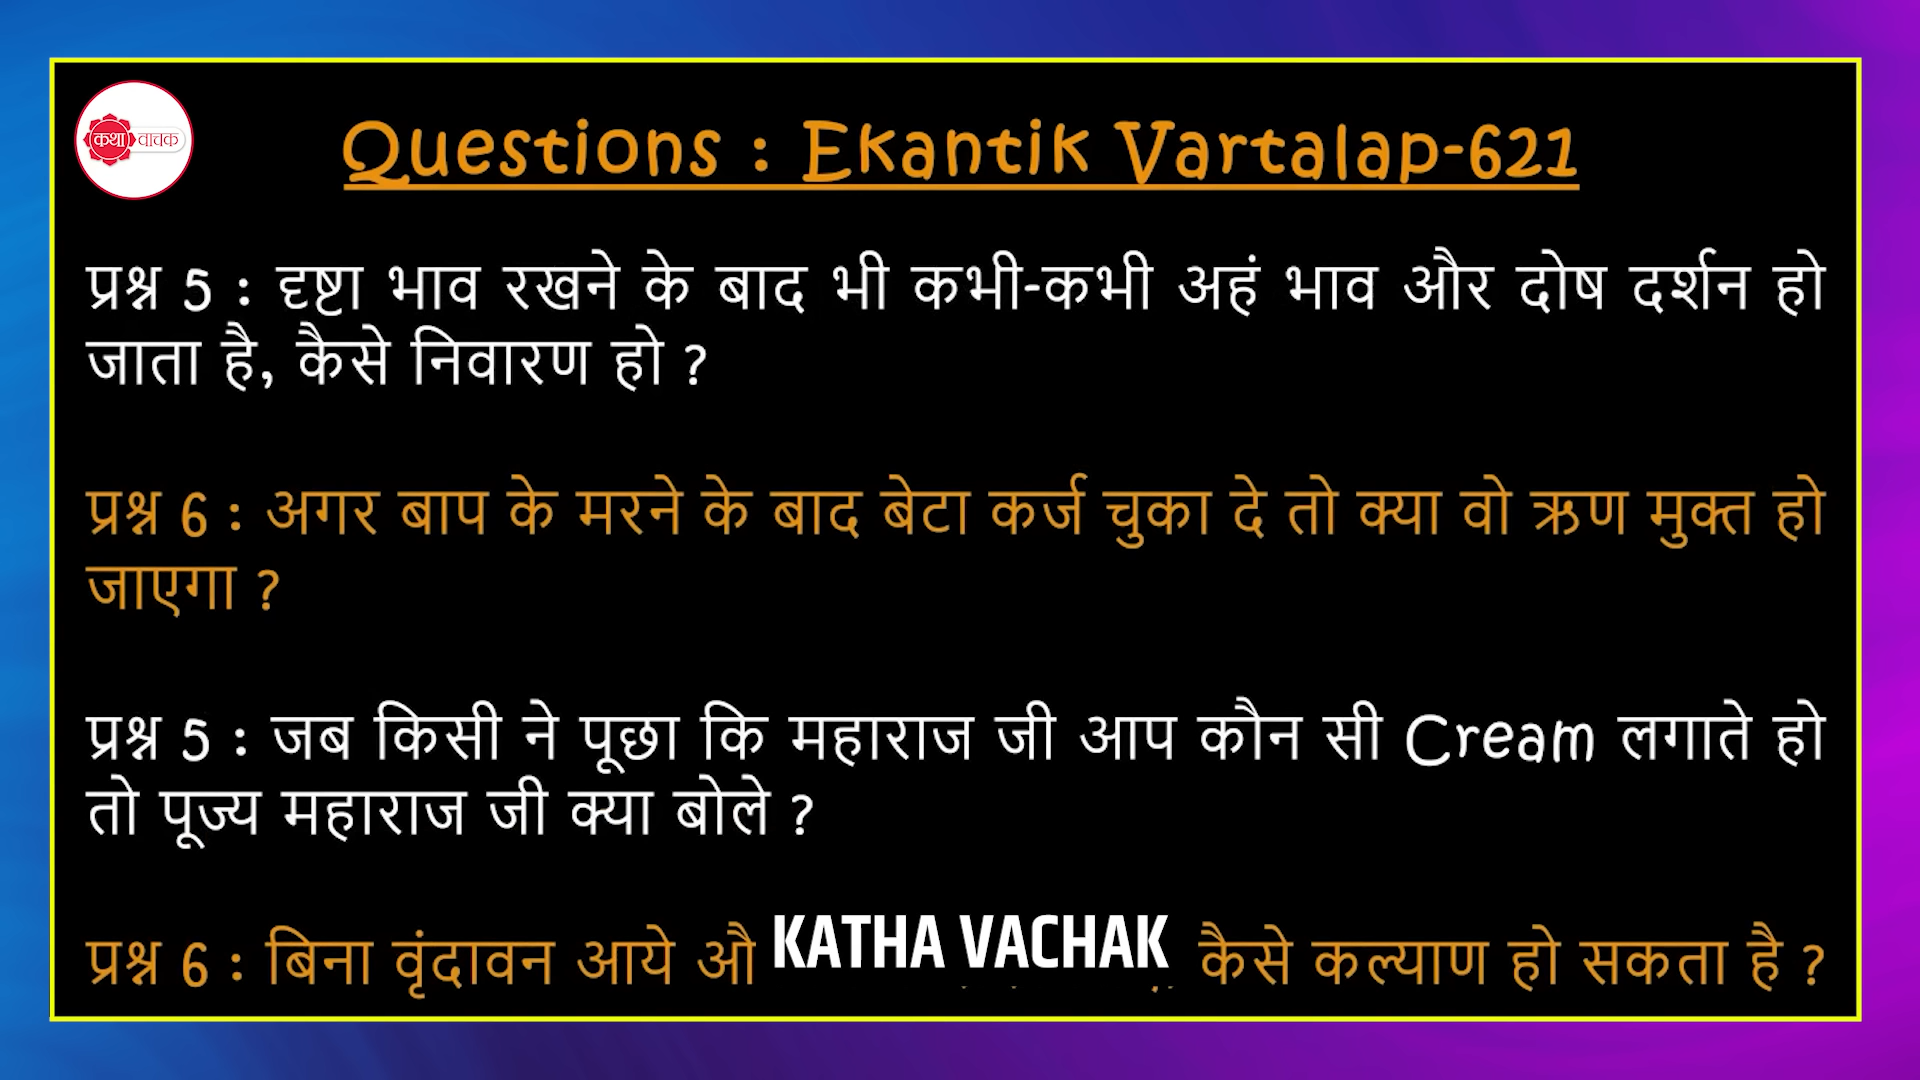 कथा वाचक
Questions : Ekantik Vartalap-621
प्रश्न 5 : दृष्टा भाव रखने के बाद भी कभी-कभी अहं भाव और दोष दर्शन हो
जाता है, कैसे निवारण हो ?
प्रश्न 6 : अगर बाप के मरने के बाद बेटा कर्ज चुका दे तो क्या वो ऋण मुक्त हो
जाएगा ?
प्रश्न 5 : जब किसी ने पूछा कि महाराज जी आप कौन सी Cream लगाते हो
तो पूज्य महाराज जी क्या बोले ?
प्रश्न 6 : बिना वृंदावन आये KATHA VACHAK कैसे कल्याण हो सकता है ?